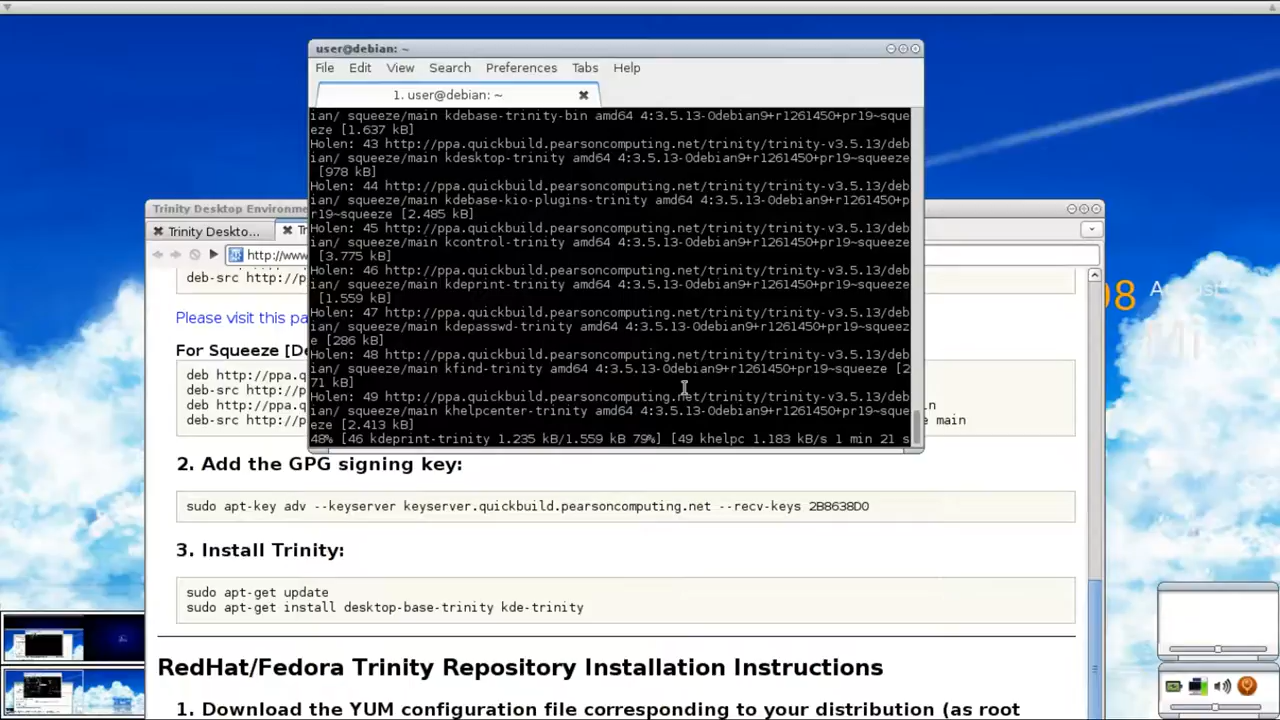 user@debian: ~
File Edit View Search Preferences Tabs Help
1. user@debian: ~
ian/ squeeze/main kdebase-trinity-bin amd64 4:3.5.13-0debian9+r1261450+pr19~sque
eze [1.637 kB]
Holen: 43 http://ppa.quickbuild.pearsoncomputing.net/trinity/trinity-v3.5.13/deb
ian/ squeeze/main kdesktop-trinity amd64 4:3.5.13-0debian9+r1261450+pr19~squeeze
[978 kB]
Holen: 44 http://ppa.quickbuild.pearsoncomputing.net/trinity/trinity-v3.5.13/deb
ian/ squeeze/main kdebase-kio-plugins-trinity amd64 4:3.5.13-0debian9+r1261450+p
r19~squeeze [2.485 kB]
Holen: 45 http://ppa.quickbuild.pearsoncomputing.net/trinity/trinity-v3.5.13/deb
ian/ squeeze/main kcontrol-trinity amd64 4:3.5.13-0debian9+r1261450+pr19~squeeze
[3.775 kB]
Holen: 46 http://ppa.quickbuild.pearsoncomputing.net/trinity/trinity-v3.5.13/deb
ian/ squeeze/main kdeprint-trinity amd64 4:3.5.13-0debian9+r1261450+pr19~squeeze
[1.559 kB]
Holen: 47 http://ppa.quickbuild.pearsoncomputing.net/trinity/trinity-v3.5.13/deb
ian/ squeeze/main kdepasswd-trinity amd64 4:3.5.13-0debian9+r1261450+pr19~squeez
e [286 kB]
Holen: 48 http://ppa.quickbuild.pearsoncomputing.net/trinity/trinity-v3.5.13/deb
ian/ squeeze/main kfind-trinity amd64 4:3.5.13-0debian9+r1261450+pr19~squeeze [2
71 kB]
Holen: 49 http://ppa.quickbuild.pearsoncomputing.net/trinity/trinity-v3.5.13/deb
ian/ squeeze/main khelpcenter-trinity amd64 4:3.5.13-0debian9+r1261450+pr19~sque
eze [2.413 kB]
48% [46 kdeprint-trinity 1.235 kB/1.559 kB 79%] [49 khelpc 1.183 kB/s 1 min 21 s
Trinity Desktop Environme
Trinity Deskto...
http://www
deb-src http://p
08 August
Mi
Please visit this pa
For Squeeze [De
deb http://ppa.q
deb-src http://p
deb http://ppa.q in
deb-src http://p main
2. Add the GPG signing key:
sudo apt-key adv --keyserver keyserver.quickbuild.pearsoncomputing.net --recv-keys 2B8638D0
3. Install Trinity:
sudo apt-get update
sudo apt-get install desktop-base-trinity kde-trinity
RedHat/Fedora Trinity Repository Installation Instructions
1. Download the YUM configuration file corresponding to your distribution (as root